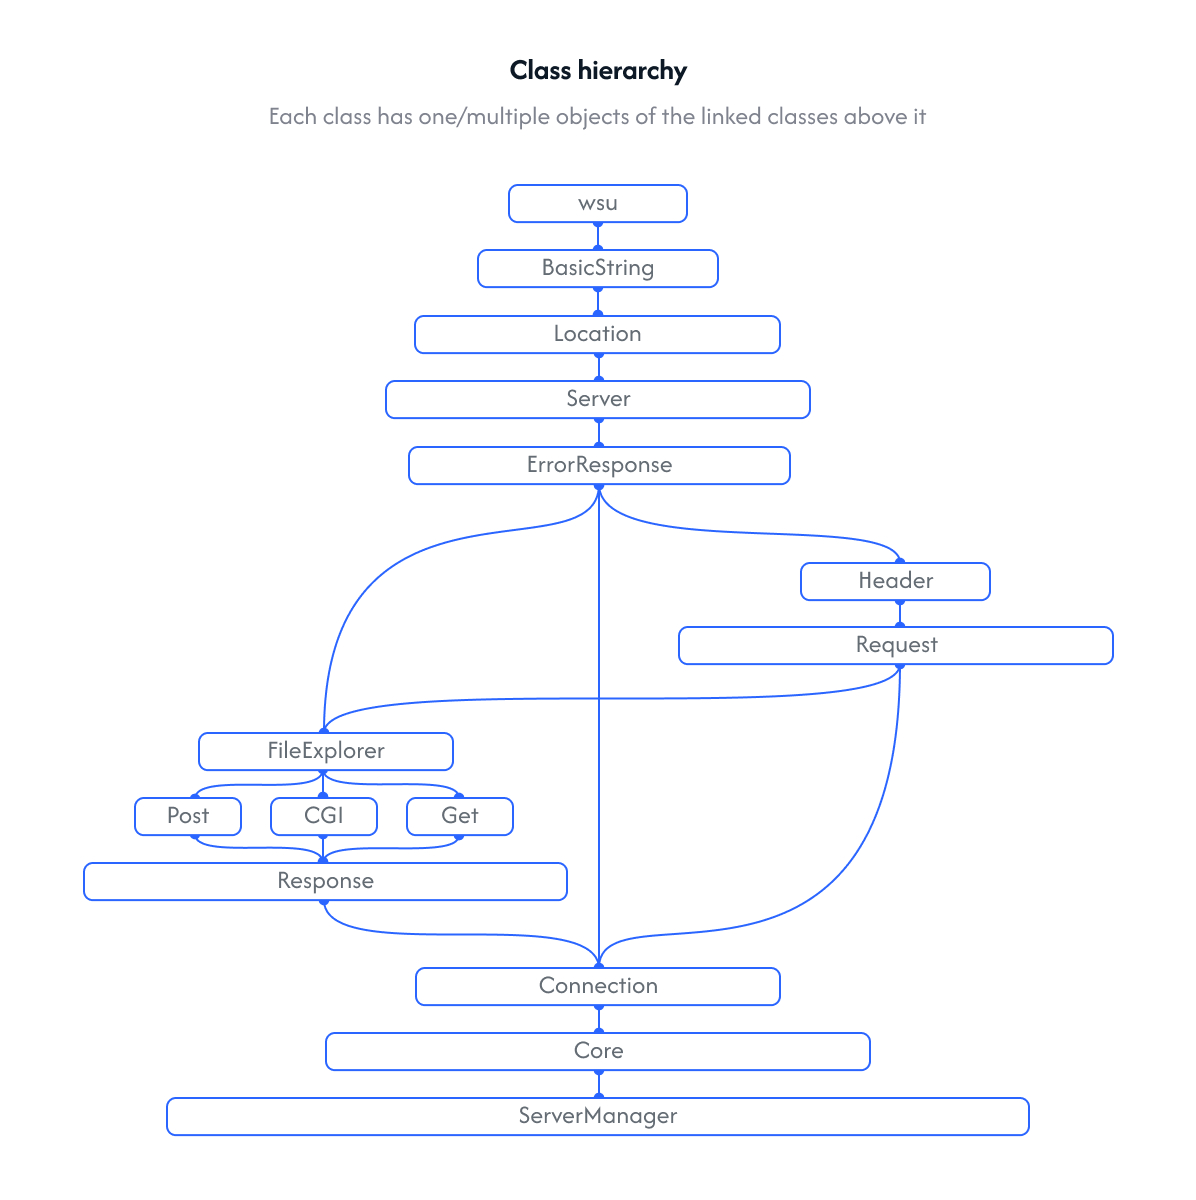 Class hierarchy
Each class has one/multiple objects of the linked classes above it
wsu
BasicString
Location
Server
ErrorResponse
Header
Request
FileExplorer
Post
CGI
Get
Response
Connection
Core
ServerManager